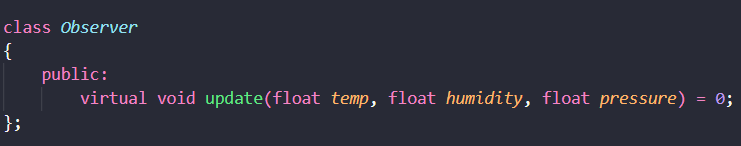 class Observer
{
    public:
        virtual void update(float temp, float humidity, float pressure) = 0;
};